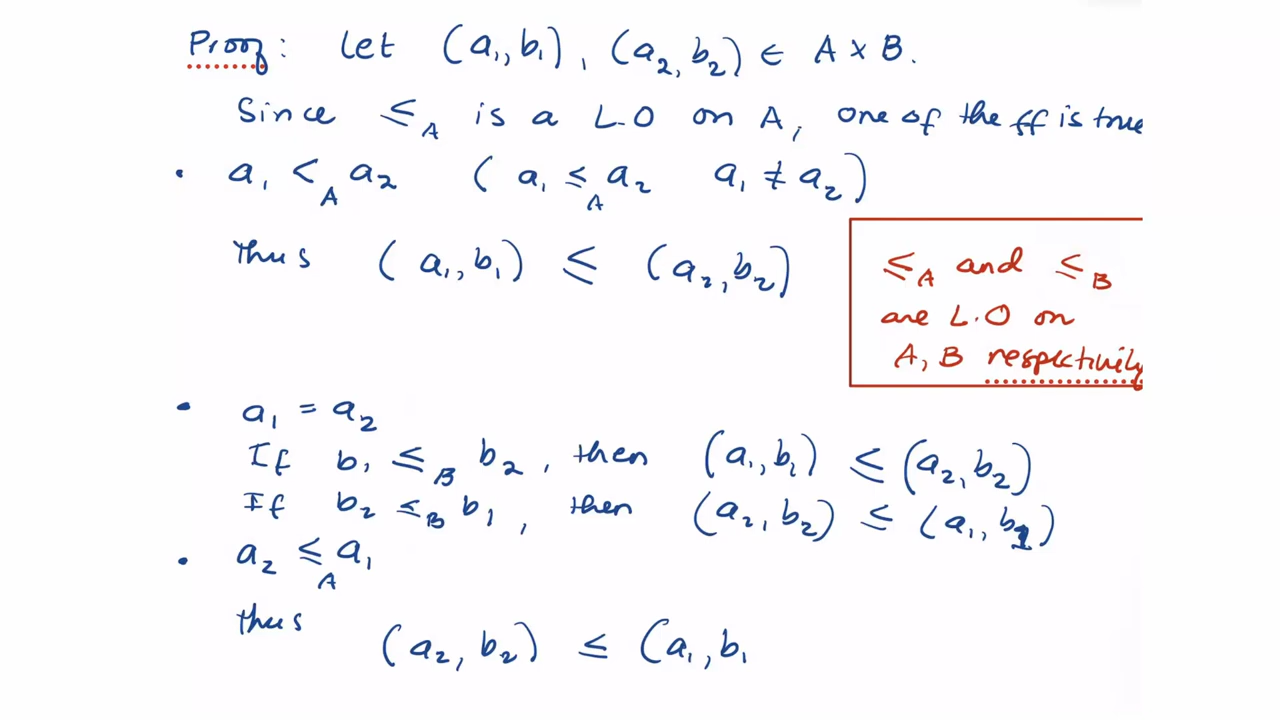 Proof: Let (a₁, b₁), (a₂, b₂) ∈ A × B.
Since ≤_A is a L.O on A, one of the ff is true
• a₁ <_A a₂ ( a₁ ≤_A a₂ a₁ ≠ a₂ )
thus (a₁, b₁) ≤ (a₂, b₂)
≤_A and ≤_B
are L.O on
A, B respectively
• a₁ = a₂
If b₁ ≤_B b₂, then (a₁, b₁) ≤ (a₂, b₂)
If b₂ ≤_B b₁, then (a₂, b₂) ≤ (a₁, b₁)
• a₂ ≤_A a₁
thus
(a₂, b₂) ≤ (a₁, b₁